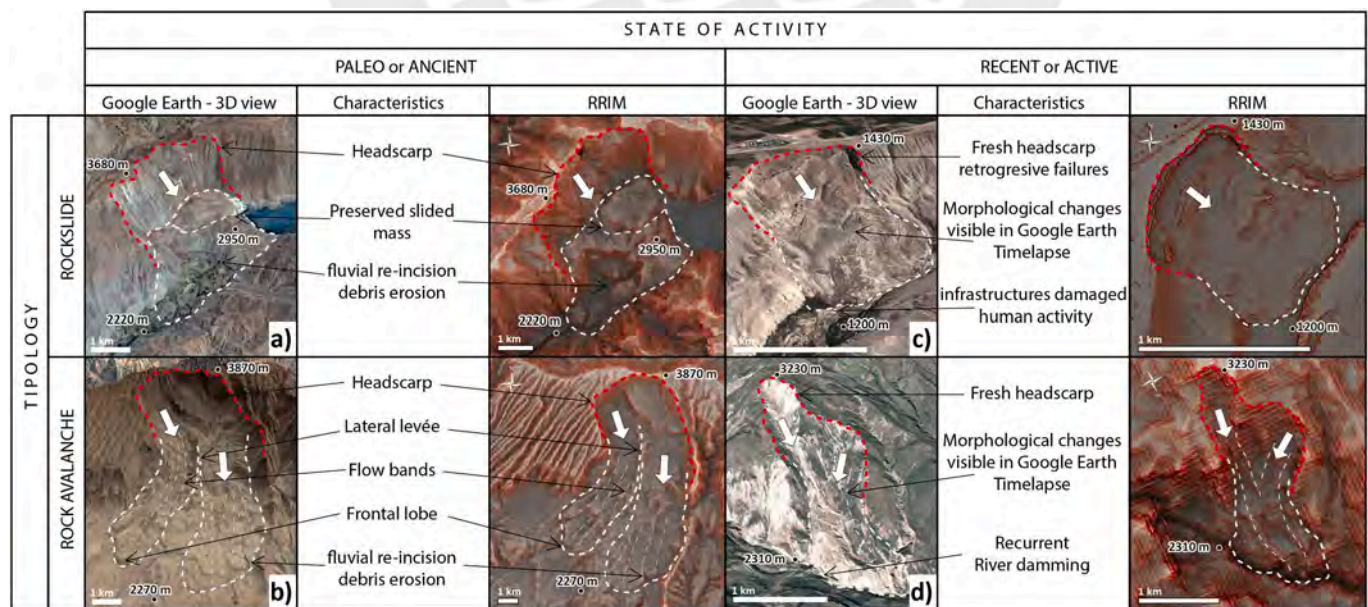 STATE OF ACTIVITY
PALEO or ANCIENT
RECENT or ACTIVE
Google Earth - 3D view
Characteristics
RRIM
Google Earth - 3D view
Characteristics
RRIM
TIPOLOGY
ROCKSLIDE
3680 m
2950 m
2220 m
1 km
a)
Headscarp
Preserved slided
mass
fluvial re-incision
debris erosion
3680 m
2950 m
2220 m
1 km
1430 m
1200 m
1 km
c)
Fresh headscarp
retrogresive failures
Morphological changes
visible in Google Earth
Timelapse
infrastructures damaged
human activity
1430 m
1200 m
1 km
ROCK AVALANCHE
3870 m
2270 m
1 km
b)
Headscarp
Lateral levée
Flow bands
Frontal lobe
fluvial re-incision
debris erosion
3870 m
2270 m
1 km
3230 m
2310 m
1 km
d)
Fresh headscarp
Morphological changes
visible in Google Earth
Timelapse
Recurrent
River damming
3230 m
2310 m
1 km